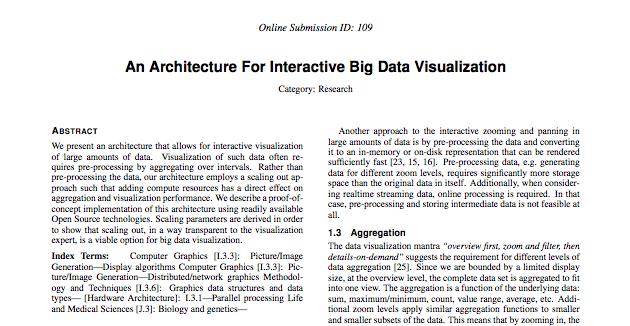 Online Submission ID: 109
An Architecture For Interactive Big Data Visualization
Category: Research
ABSTRACT
We present an architecture that allows for interactive visualization
of large amounts of data. Visualization of such data often re-
quires pre-processing by aggregating over intervals. Rather than
pre-processing the data, our architecture employs a scaling out ap-
proach such that adding compute resources has a direct effect on
aggregation and visualization performance. We describe a proof-of-
concept implementation of this architecture using readily available
Open Source technologies. Scaling parameters are derived in order
to show that scaling out, in a way transparent to the visualization
expert, is a viable option for big data visualization.
Index Terms: Computer Graphics [I.3.3]: Picture/Image
Generation—Display algorithms Computer Graphics [I.3.3]: Pic-
ture/Image Generation—Distributed/network graphics Methodol-
ogy and Techniques [I.3.6]: Graphics data structures and data
types— [Hardware Architecture]: I.3.1—Parallel processing Life
and Medical Sciences [J.3]: Biology and genetics—
Another approach to the interactive zooming and panning in
large amounts of data is by pre-processing the data and converting
it to an in-memory or on-disk representation that can be rendered
sufficiently fast [23, 15, 16]. Pre-processing data, e.g. generating
data for different zoom levels, requires significantly more storage
space than the original data in itself. Additionally, when consider-
ing realtime streaming data, online processing is required. In that
case, pre-processing and storing intermediate data is not feasible at
all.
1.3 Aggregation
The data visualization mantra "overview first, zoom and filter, then
details-on-demand" suggests the requirement for different levels of
data aggregation [25]. Since we are bounded by a limited display
size, at the overview level, the complete data set is aggregated to fit
into one view. The aggregation is a function of the underlying data:
sum, maximum/minimum, count, value range, average, etc. Addi-
tional zoom levels apply similar aggregation functions to smaller
and smaller subsets of the data. This means that by zooming in, the